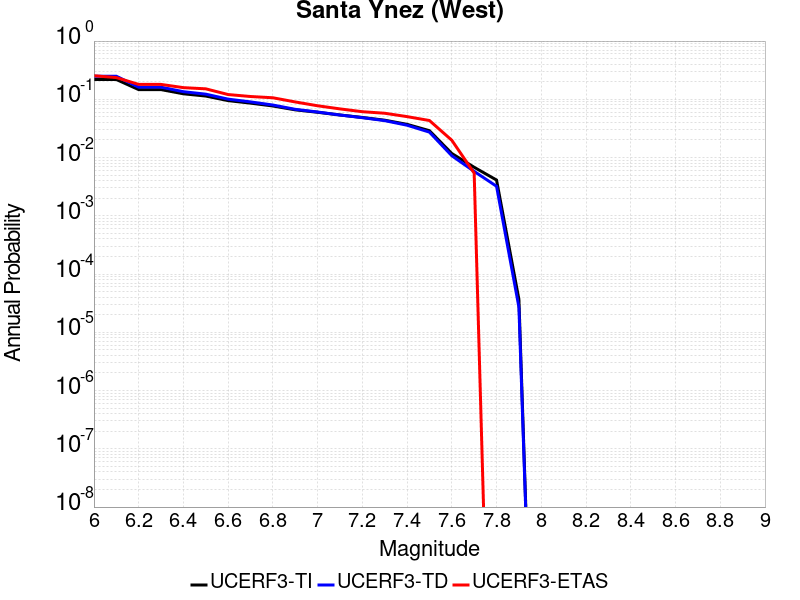 Santa Ynez (West)
10^0
10^-1
10^-2
10^-3
10^-4
10^-5
10^-6
10^-7
10^-8
Annual Probability
6 6.2 6.4 6.6 6.8 7 7.2 7.4 7.6 7.8 8 8.2 8.4 8.6 8.8 9
Magnitude
UCERF3-TI UCERF3-TD UCERF3-ETAS